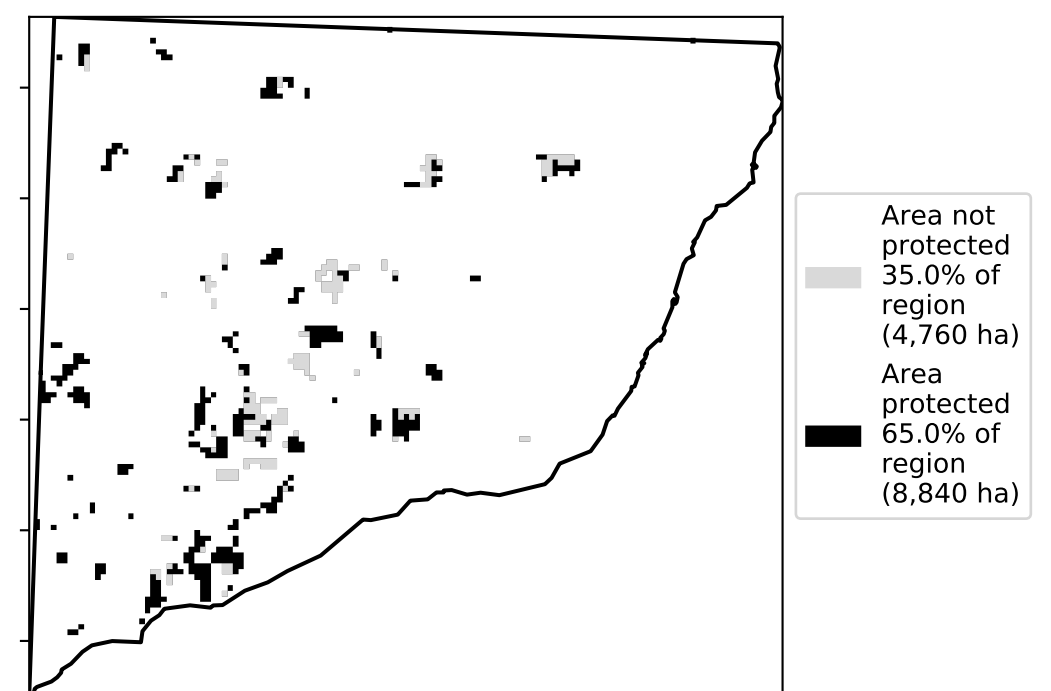 Area not
protected
35.0% of
region
(4,760 ha)
Area
protected
65.0% of
region
(8,840 ha)